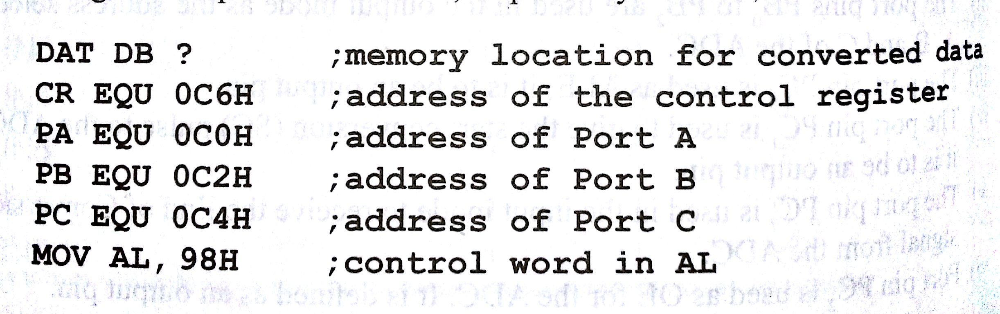 DAT DB ? ;memory location for converted data
CR EQU 0C6H ;address of the control register
PA EQU 0C0H ;address of Port A
PB EQU 0C2H ;address of Port B
PC EQU 0C4H ;address of Port C
MOV AL, 98H ;control word in AL